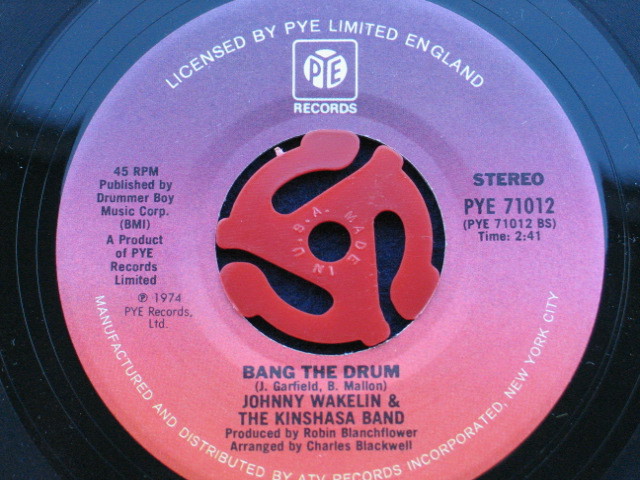 LICENSED BY PYE LIMITED ENGLAND
PYE
RECORDS
45 RPM
Published by
Drummer Boy
Music Corp.
(BMI)
A Product
of PYE
Records
Limited
℗ 1974
PYE Records,
Ltd.
STEREO
PYE 71012
(PYE 71012 BS)
Time: 2:41
MADE IN U.S.A.
BANG THE DRUM
(J. Garfield, B. Mallon)
JOHNNY WAKELIN &
THE KINSHASA BAND
Produced by Robin Blanchflower
Arranged by Charles Blackwell
MANUFACTURED AND DISTRIBUTED BY ATV RECORDS INCORPORATED, NEW YORK CITY